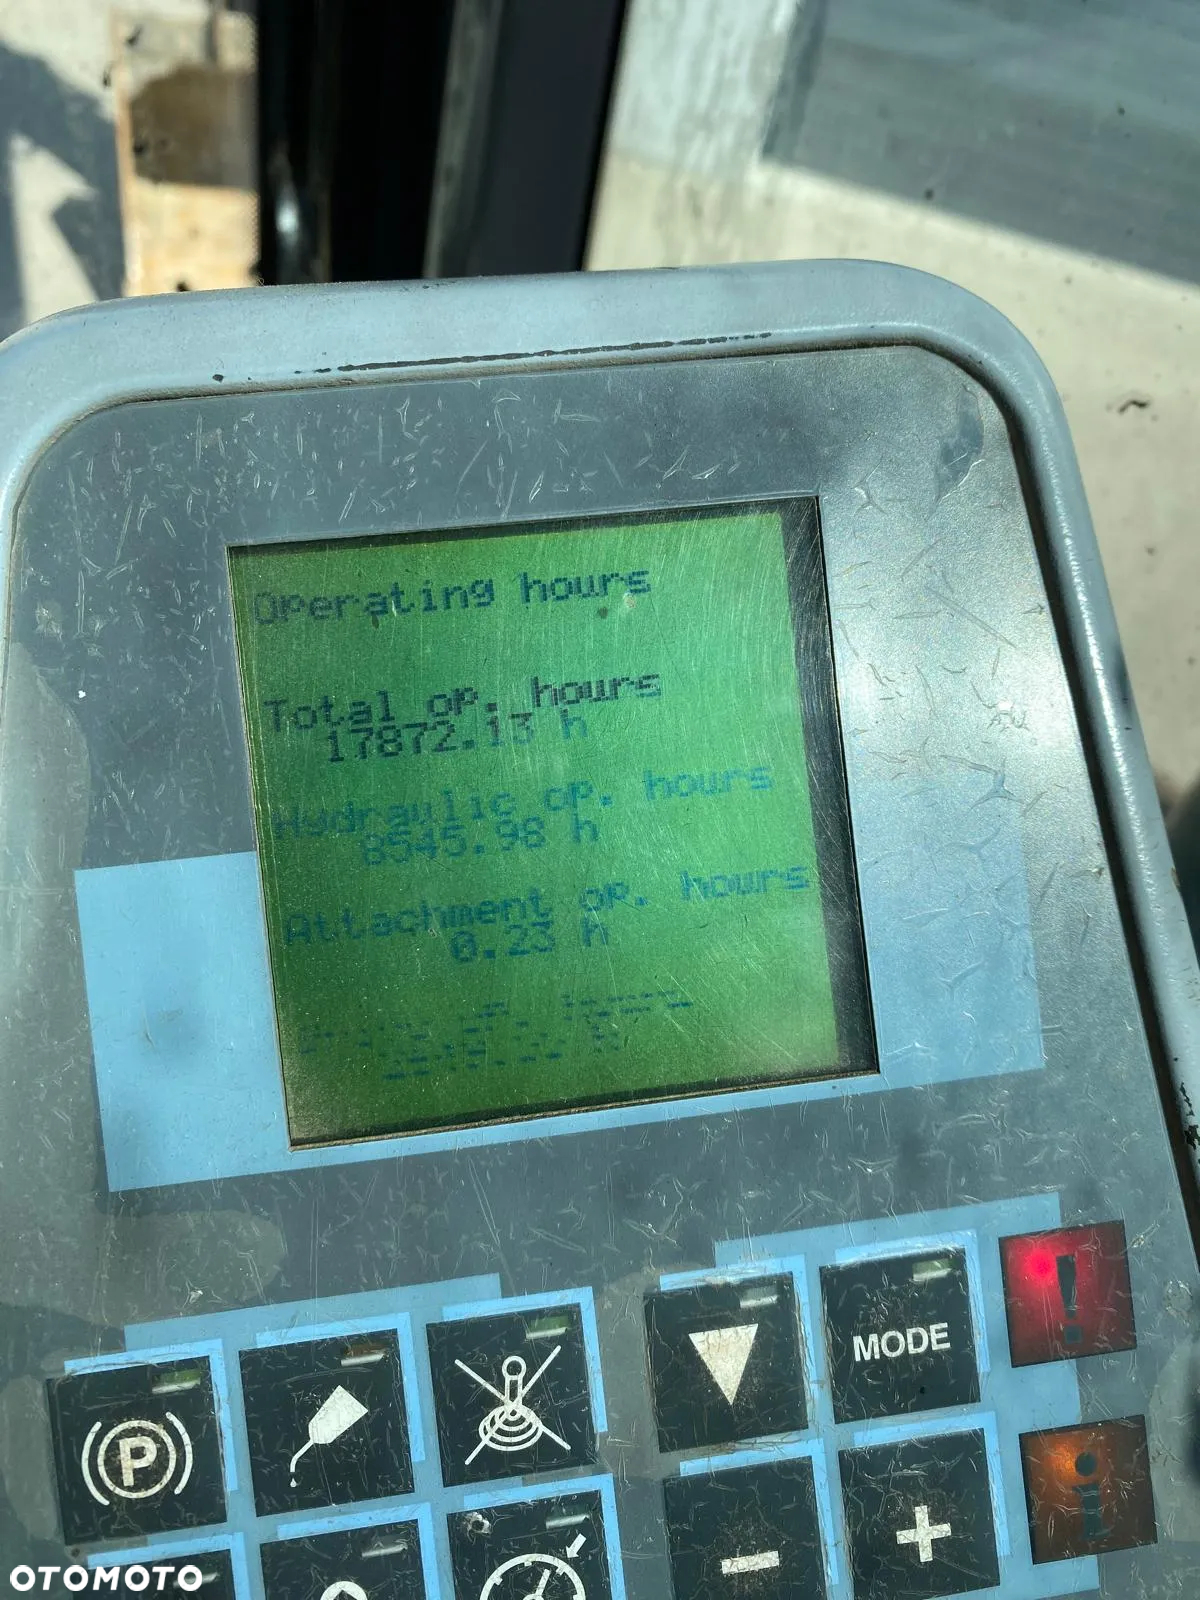 Operating hours
Total op. hours
17872.13 h
Hydraulic op. hours
8545.98 h
Attachment op. hours
0.23 h
MODE
!
P
i
-
+
OTOMOTO